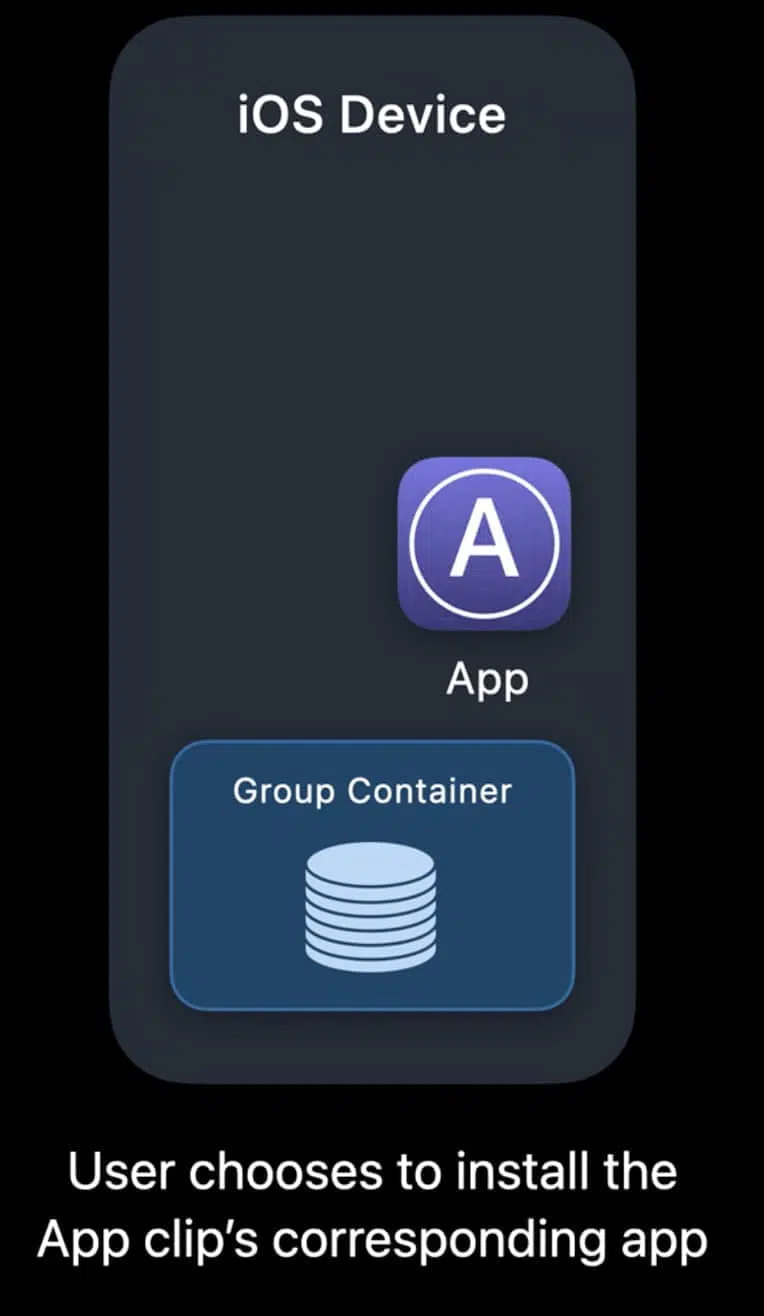 iOS Device
A
App
Group Container
User chooses to install the
App clip’s corresponding app